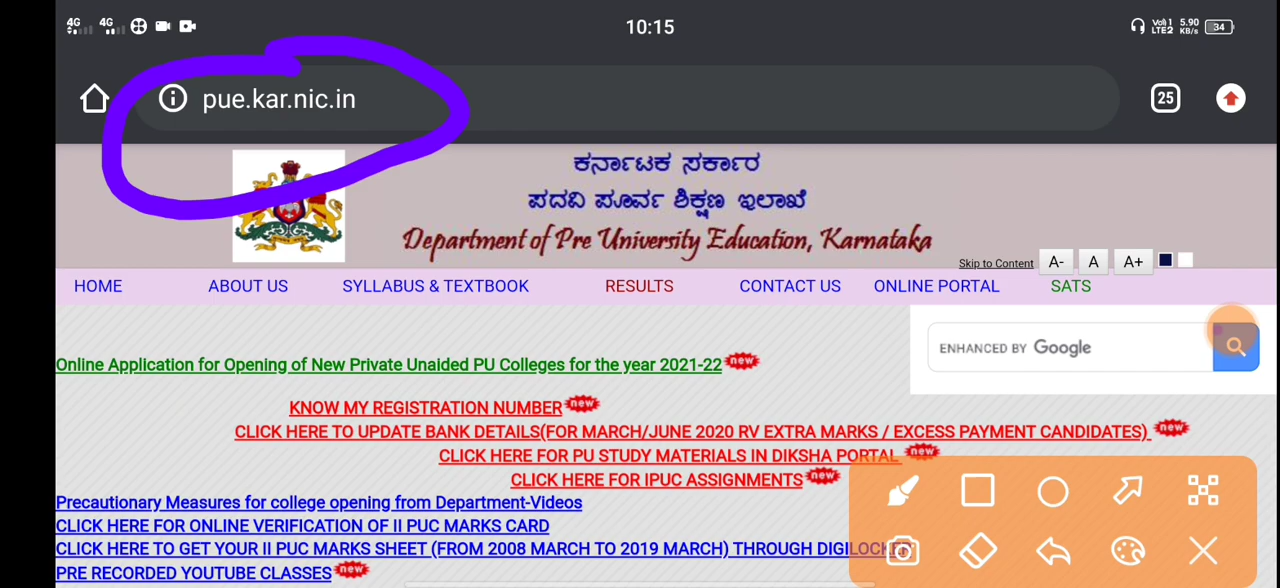 4G 4G 10:15 Vo) 1 LTE2 5.90 KB/s 34
pue.kar.nic.in 25
ಕರ್ನಾಟಕ ಸರ್ಕಾರ
ಪದವಿ ಪೂರ್ವ ಶಿಕ್ಷಣ ಇಲಾಖೆ
Department of Pre University Education, Karnataka
Skip to Content A- A A+
HOME ABOUT US SYLLABUS & TEXTBOOK RESULTS CONTACT US ONLINE PORTAL SATS
ENHANCED BY Google
Online Application for Opening of New Private Unaided PU Colleges for the year 2021-22 new
KNOW MY REGISTRATION NUMBER new
CLICK HERE TO UPDATE BANK DETAILS(FOR MARCH/JUNE 2020 RV EXTRA MARKS / EXCESS PAYMENT CANDIDATES) new
CLICK HERE FOR PU STUDY MATERIALS IN DIKSHA PORTAL new
CLICK HERE FOR IPUC ASSIGNMENTS new
Precautionary Measures for college opening from Department-Videos
CLICK HERE FOR ONLINE VERIFICATION OF II PUC MARKS CARD
CLICK HERE TO GET YOUR II PUC MARKS SHEET (FROM 2008 MARCH TO 2019 MARCH) THROUGH DIGILOCKER
PRE RECORDED YOUTUBE CLASSES new